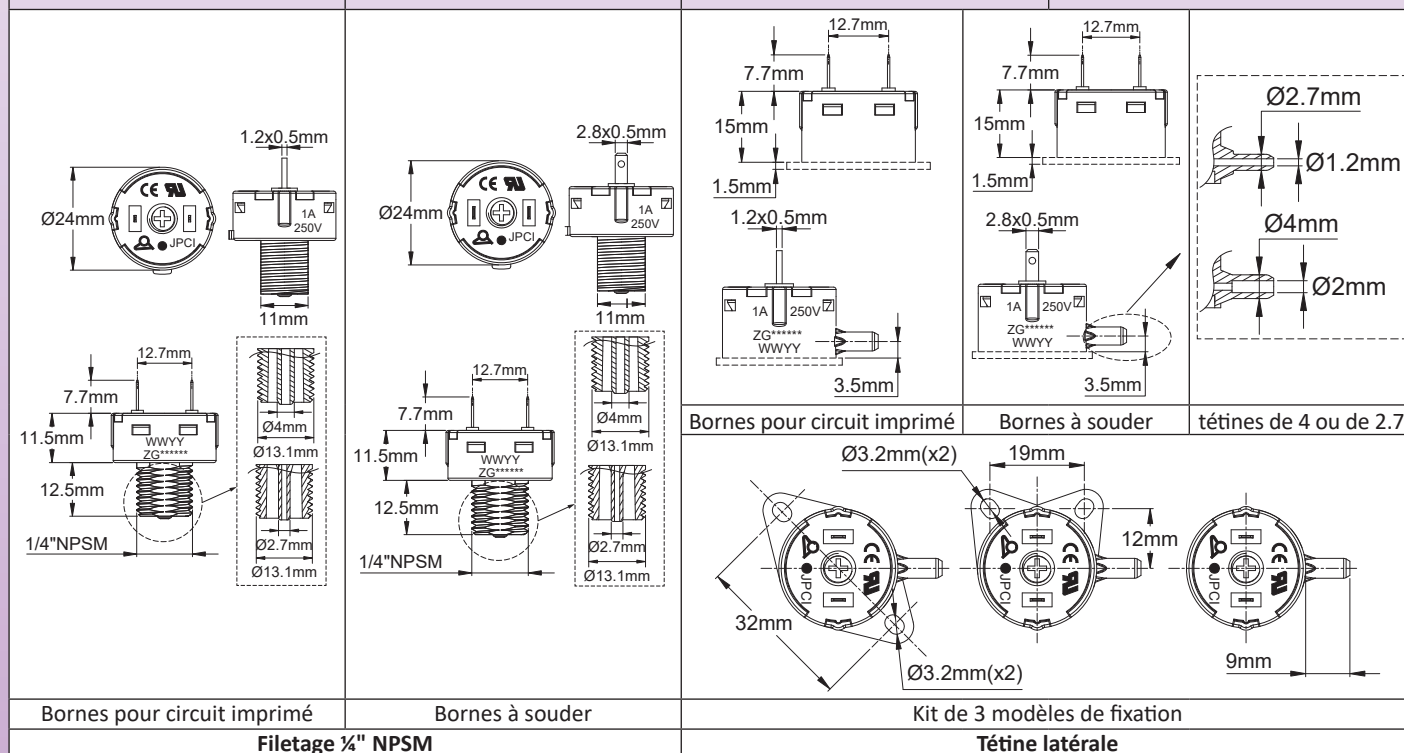 1.2x0.5mm
Ø24mm
JPCI
1A
250V
11mm
12.7mm
7.7mm
11.5mm
WWYY
ZG******
12.5mm
1/4"NPSM
Ø4mm
Ø13.1mm
Ø2.7mm
Ø13.1mm
Bornes pour circuit imprimé
2.8x0.5mm
Ø24mm
JPCI
1A
250V
11mm
12.7mm
7.7mm
11.5mm
WWYY
ZG******
12.5mm
1/4"NPSM
Ø4mm
Ø13.1mm
Ø2.7mm
Ø13.1mm
Bornes à souder
Filetage ¼" NPSM
12.7mm
7.7mm
15mm
1.5mm
1.2x0.5mm
1A 250V
ZG******
WWYY
3.5mm
Bornes pour circuit imprimé
12.7mm
7.7mm
15mm
1.5mm
2.8x0.5mm
1A 250V
ZG******
WWYY
3.5mm
Bornes à souder
Ø2.7mm
Ø1.2mm
Ø4mm
Ø2mm
tétines de 4 ou de 2.7
Ø3.2mm(x2)
19mm
12mm
JPCI
JPCI
JPCI
32mm
Ø3.2mm(x2)
9mm
Kit de 3 modèles de fixation
Tétine latérale